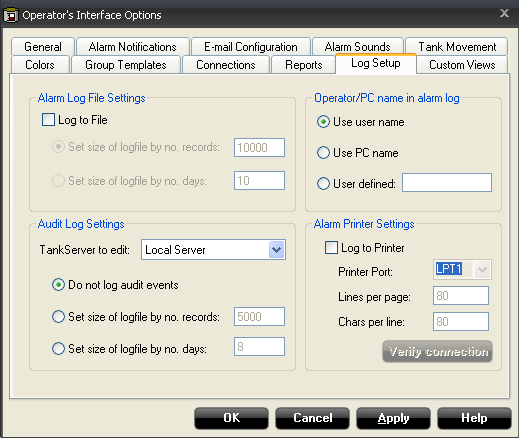 Operator's Interface Options
General
Alarm Notifications
E-mail Configuration
Alarm Sounds
Tank Movement
Colors
Group Templates
Connections
Reports
Log Setup
Custom Views
Alarm Log File Settings
Log to File
Set size of logfile by no. records: 10000
Set size of logfile by no. days: 10
Operator/PC name in alarm log
Use user name
Use PC name
User defined:
Audit Log Settings
TankServer to edit: Local Server
Do not log audit events
Set size of logfile by no. records: 5000
Set size of logfile by no. days: 8
Alarm Printer Settings
Log to Printer
Printer Port: LPT1
Lines per page: 80
Chars per line: 80
Verify connection
OK
Cancel
Apply
Help